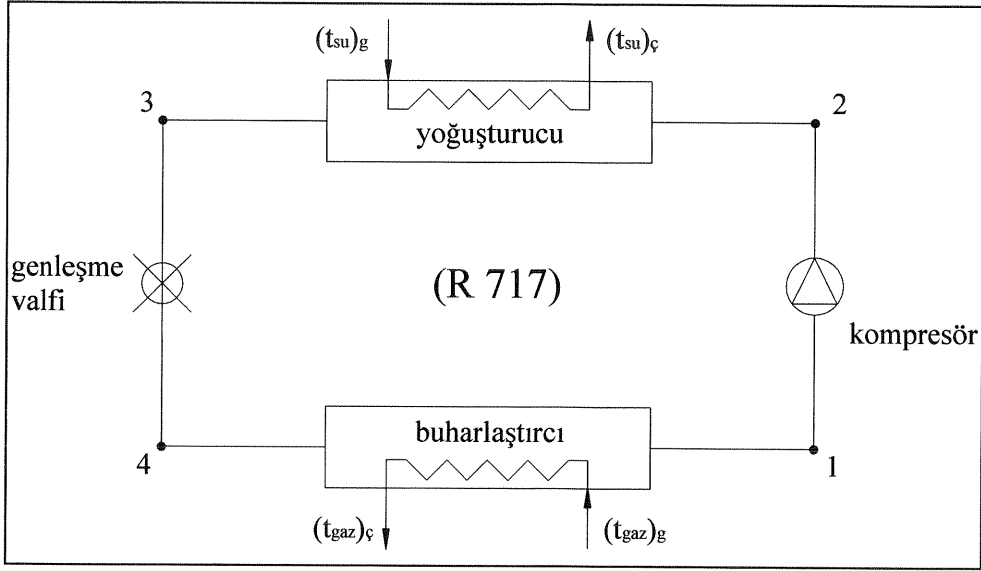 (tsu)g
(tsu)ç
3
2
yoğuşturucu
genleşme
valfi
(R 717)
kompresör
buharlaştırcı
4
1
(tgaz)ç
(tgaz)g